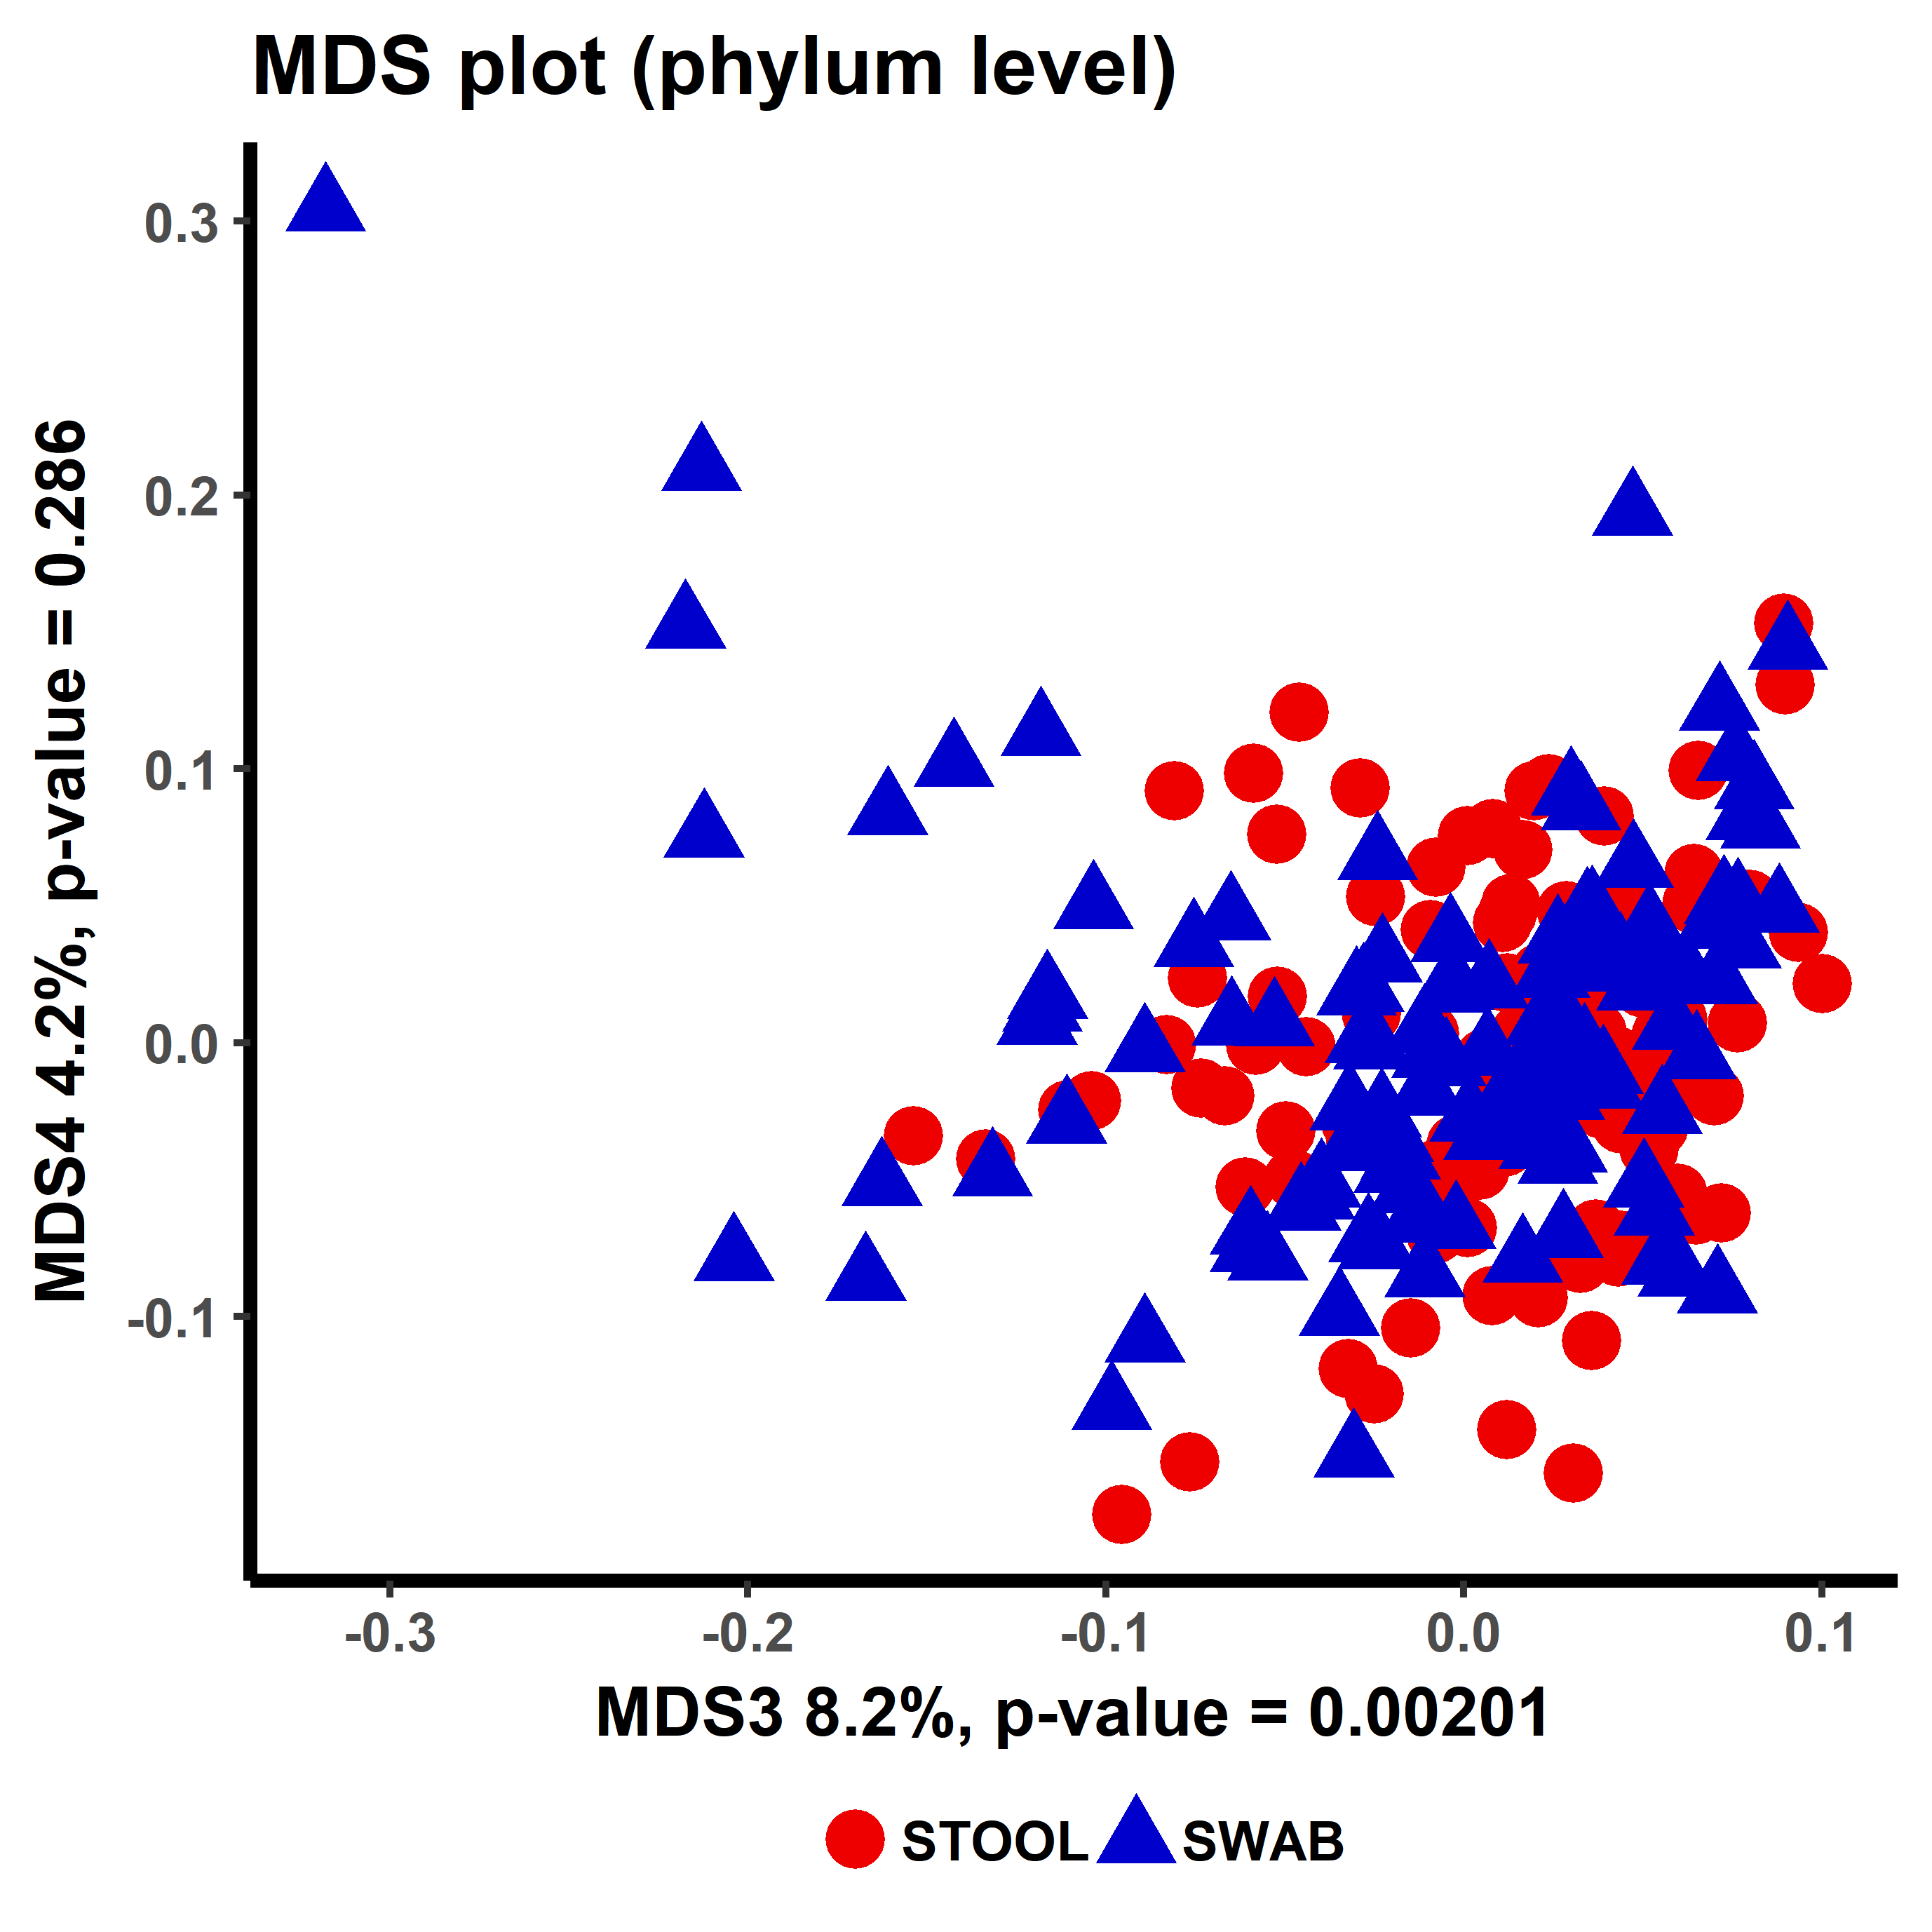 MDS plot (phylum level)
MDS4 4.2%, p-value = 0.286
0.3
0.2
0.1
0.0
-0.1
-0.3 -0.2 -0.1 0.0 0.1
MDS3 8.2%, p-value = 0.00201
STOOL SWAB